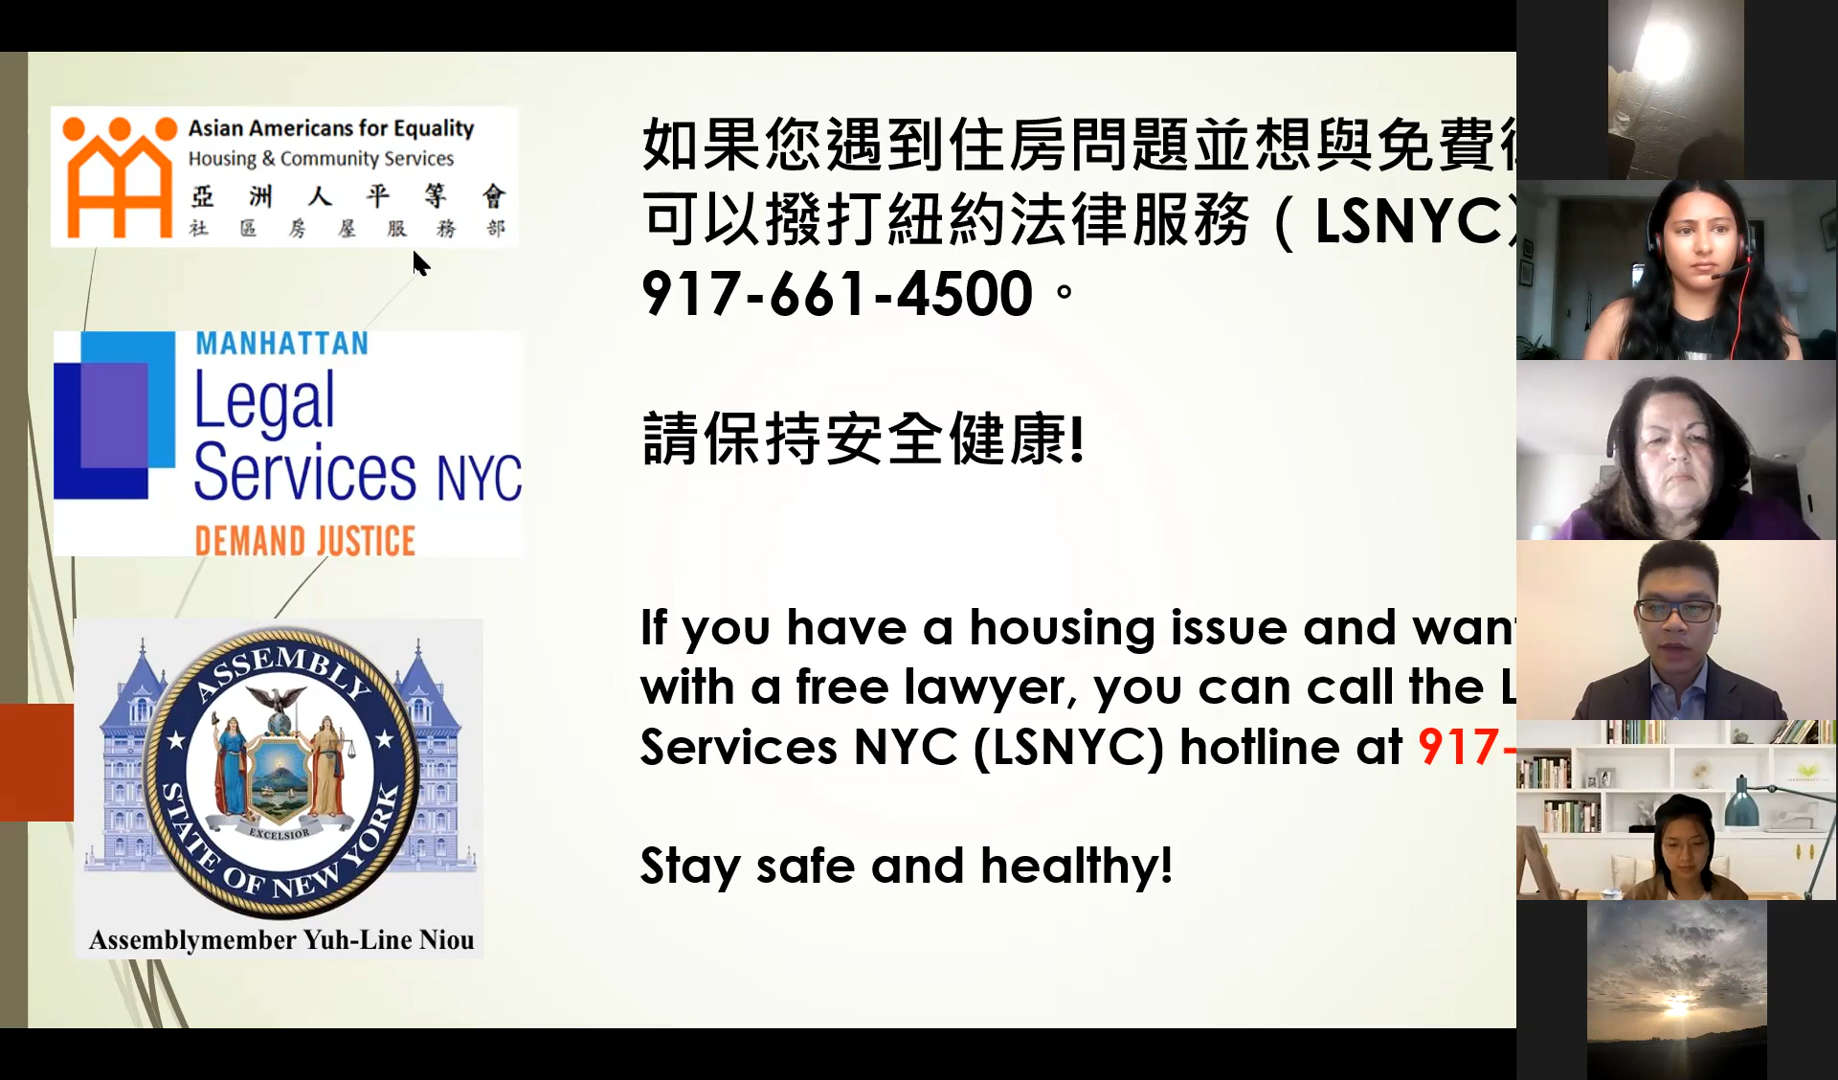 Asian Americans for Equality
Housing & Community Services
亞洲人平等會
社區房屋服務部
MANHATTAN
Legal
Services NYC
DEMAND JUSTICE
ASSEMBLY
STATE OF NEW YORK
EXCELSIOR
Assemblymember Yuh-Line Niou
如果您遇到住房問題並想與免費
可以撥打紐約法律服務（LSNYC）
917-661-4500。
請保持安全健康!
If you have a housing issue and want
with a free lawyer, you can call the L
Services NYC (LSNYC) hotline at 917-
Stay safe and healthy!